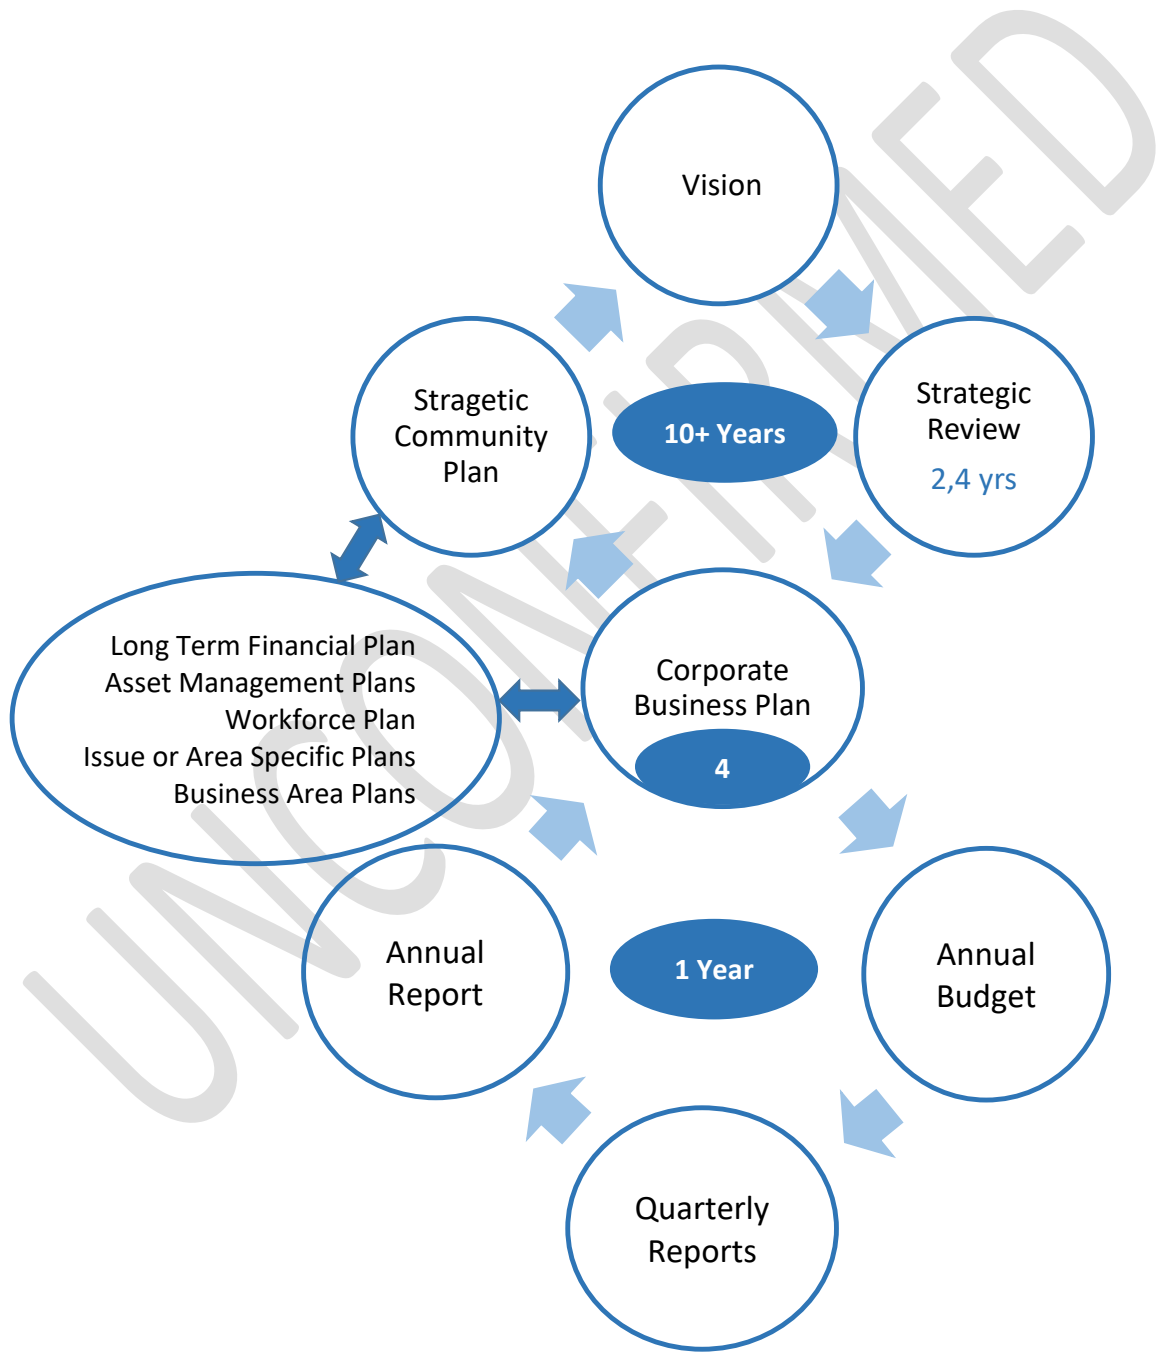 Vision
Stragetic
Community
Plan
10+ Years
Strategic
Review
2,4 yrs
Long Term Financial Plan
Asset Management Plans
Workforce Plan
Issue or Area Specific Plans
Business Area Plans
Corporate
Business Plan
4
Annual
Report
1 Year
Annual
Budget
Quarterly
Reports
UNCONFIRMED